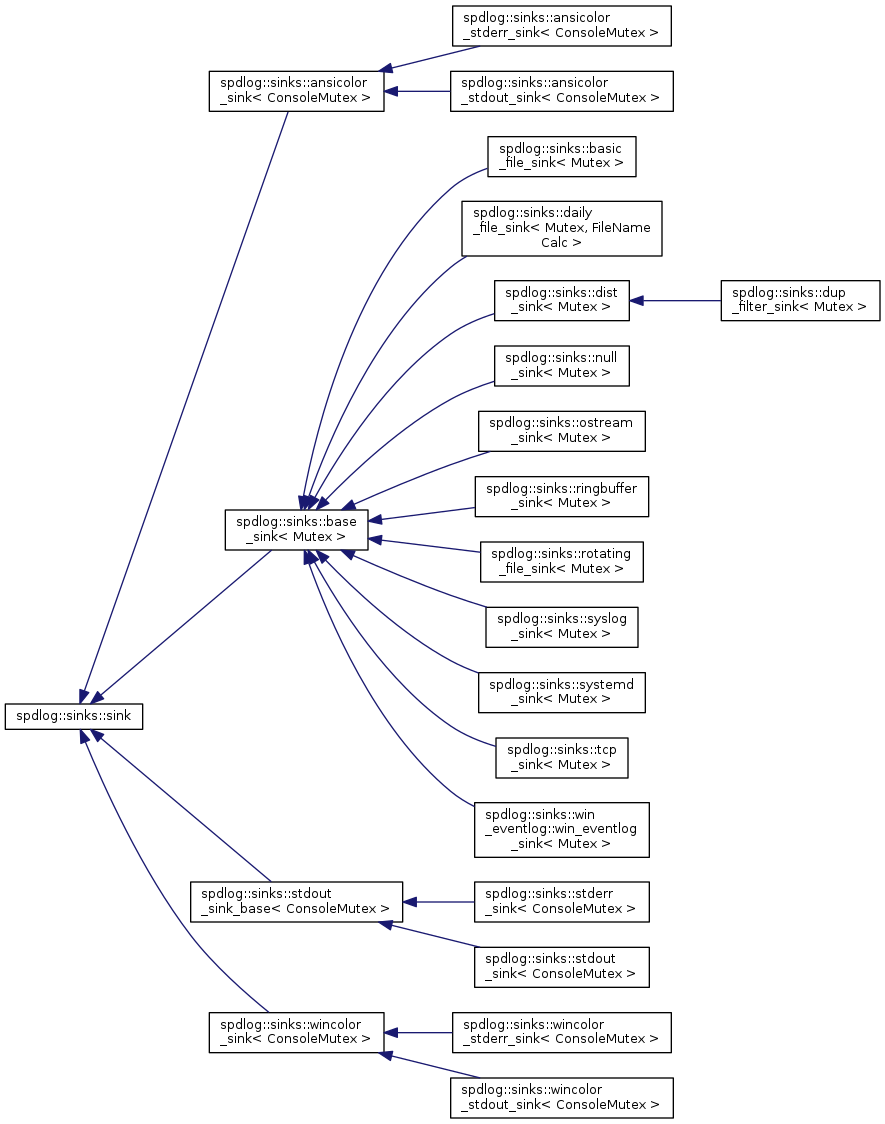 spdlog::sinks::ansicolor
_stderr_sink< ConsoleMutex >
spdlog::sinks::ansicolor
_sink< ConsoleMutex >
spdlog::sinks::ansicolor
_stdout_sink< ConsoleMutex >
spdlog::sinks::basic
_file_sink< Mutex >
spdlog::sinks::daily
_file_sink< Mutex, FileName
Calc >
spdlog::sinks::dist
_sink< Mutex >
spdlog::sinks::dup
_filter_sink< Mutex >
spdlog::sinks::null
_sink< Mutex >
spdlog::sinks::ostream
_sink< Mutex >
spdlog::sinks::ringbuffer
_sink< Mutex >
spdlog::sinks::base
_sink< Mutex >
spdlog::sinks::rotating
_file_sink< Mutex >
spdlog::sinks::syslog
_sink< Mutex >
spdlog::sinks::systemd
_sink< Mutex >
spdlog::sinks::sink
spdlog::sinks::tcp
_sink< Mutex >
spdlog::sinks::win
_eventlog::win_eventlog
_sink< Mutex >
spdlog::sinks::stdout
_sink_base< ConsoleMutex >
spdlog::sinks::stderr
_sink< ConsoleMutex >
spdlog::sinks::stdout
_sink< ConsoleMutex >
spdlog::sinks::wincolor
_sink< ConsoleMutex >
spdlog::sinks::wincolor
_stderr_sink< ConsoleMutex >
spdlog::sinks::wincolor
_stdout_sink< ConsoleMutex >